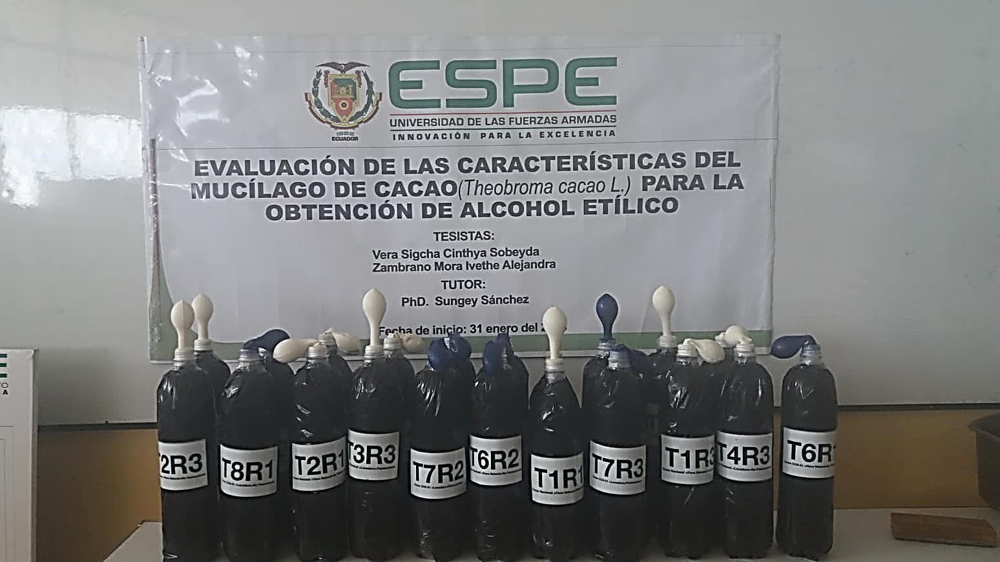 1922
ECUADOR
ESPE
UNIVERSIDAD DE LAS FUERZAS ARMADAS
INNOVACIÓN PARA LA EXCELENCIA
EVALUACIÓN DE LAS CARACTERÍSTICAS DEL
MUCÍLAGO DE CACAO(Theobroma cacao L.) PARA LA
OBTENCIÓN DE ALCOHOL ETÍLICO
TESISTAS:
Vera Sigcha Cinthya Sobeyda
Zambrano Mora Ivethe Alejandra
TUTOR:
PhD. Sungey Sánchez
Fecha de inicio: 31 enero del
T2R3
T8R1
T2R1
T3R3
T7R2
T6R2
T1R1
T7R3
T1R3
T4R3
T6R1